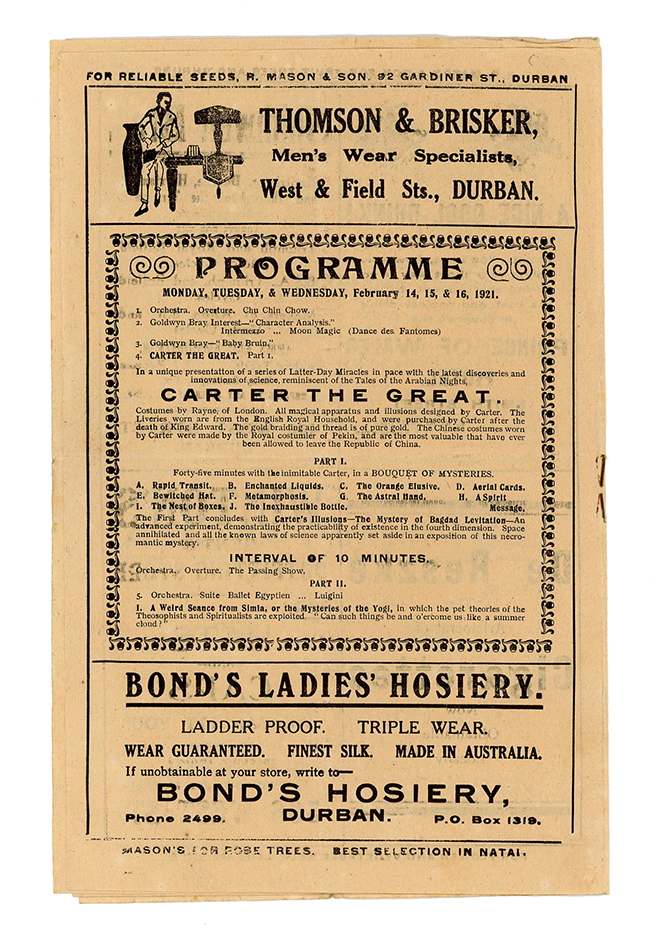 FOR RELIABLE SEEDS, R. MASON & SON. 92 GARDINER ST., DURBAN
THOMSON & BRISKER,
Men's Wear Specialists,
West & Field Sts., DURBAN.
PROGRAMME
MONDAY, TUESDAY, & WEDNESDAY, February 14, 15, & 16, 1921.
1. Orchestra. Overture. Chu Chin Chow.
2. Goldwyn Bray Interest—"Character Analysis."
Intermezzo ... Moon Magic (Dance des Fantomes)
3. Goldwyn Bray—"Baby Bruin."
4. CARTER THE GREAT. Part 1.
In a unique presentation of a series of Latter-Day Miracles in pace with the latest discoveries and
innovations of science, reminiscent of the Tales of the Arabian Nights,
CARTER THE GREAT.
Costumes by Rayne, of London. All magical apparatus and illusions designed by Carter. The
Liveries worn are from the English Royal Household, and were purchased by Carter after the
death of King Edward. The gold braiding and thread is of pure gold. The Chinese costumes worn
by Carter were made by the Royal costumier of Pekin, and are the most valuable that have ever
been allowed to leave the Republic of China.
PART I.
Forty-five minutes with the inimitable Carter, in a BOUQUET OF MYSTERIES.
A. Rapid Transit. B. Enchanted Liquids. C. The Orange Elusive. D. Aerial Cards.
E. Bewitched Hat. F. Metamorphosis. G. The Astral Hand. H. A Spirit
I. The Nest of Boxes. J. The Inexhaustible Bottle. Message.
The First Part concludes with Carter's Illusions—The Mystery of Bagdad Levitation—An
advanced experiment, demonstrating the practicability of existence in the fourth dimension. Space
annihilated and all the known laws of science apparently set aside in an exposition of this necro-
mantic mystery.
INTERVAL OF 10 MINUTES.
Orchestra. Overture. The Passing Show.
PART II.
5. Orchestra. Suite Ballet Egyptien ... Luigini
I. A Weird Seance from Simla, or the Mysteries of the Yogi, in which the pet theories of the
Theosophists and Spiritualists are exploited "Can such things be and o'ercome us like a summer
cloud?"
BOND'S LADIES' HOSIERY.
LADDER PROOF. TRIPLE WEAR.
WEAR GUARANTEED. FINEST SILK. MADE IN AUSTRALIA.
If unobtainable at your store, write to—
BOND'S HOSIERY,
Phone 2499. DURBAN. P.O. Box 1319.
MASON'S FOR ROSE TREES. BEST SELECTION IN NATAL.